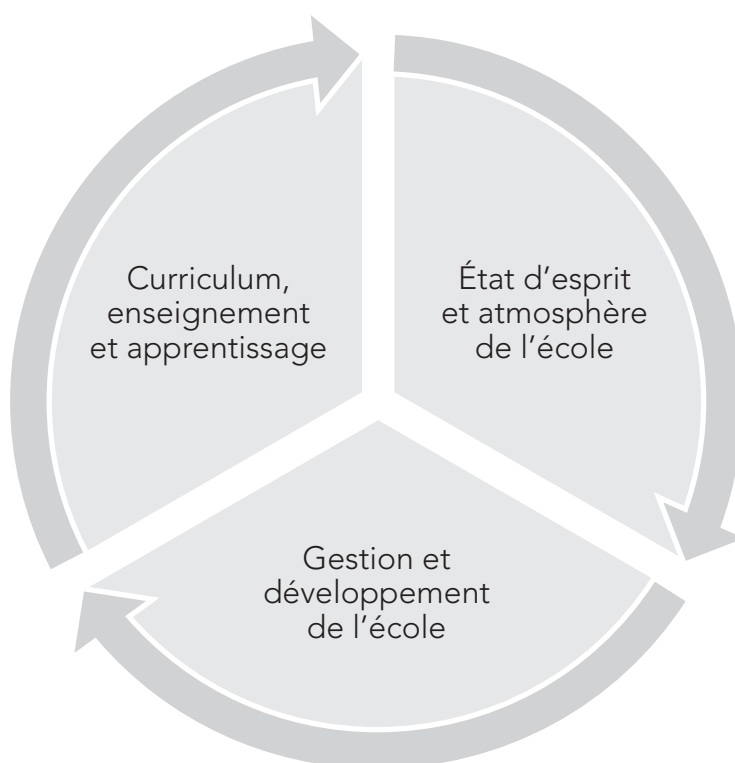 Curriculum,
enseignement
et apprentissage
État d’esprit
et atmosphère
de l’école
Gestion et
développement
de l’école